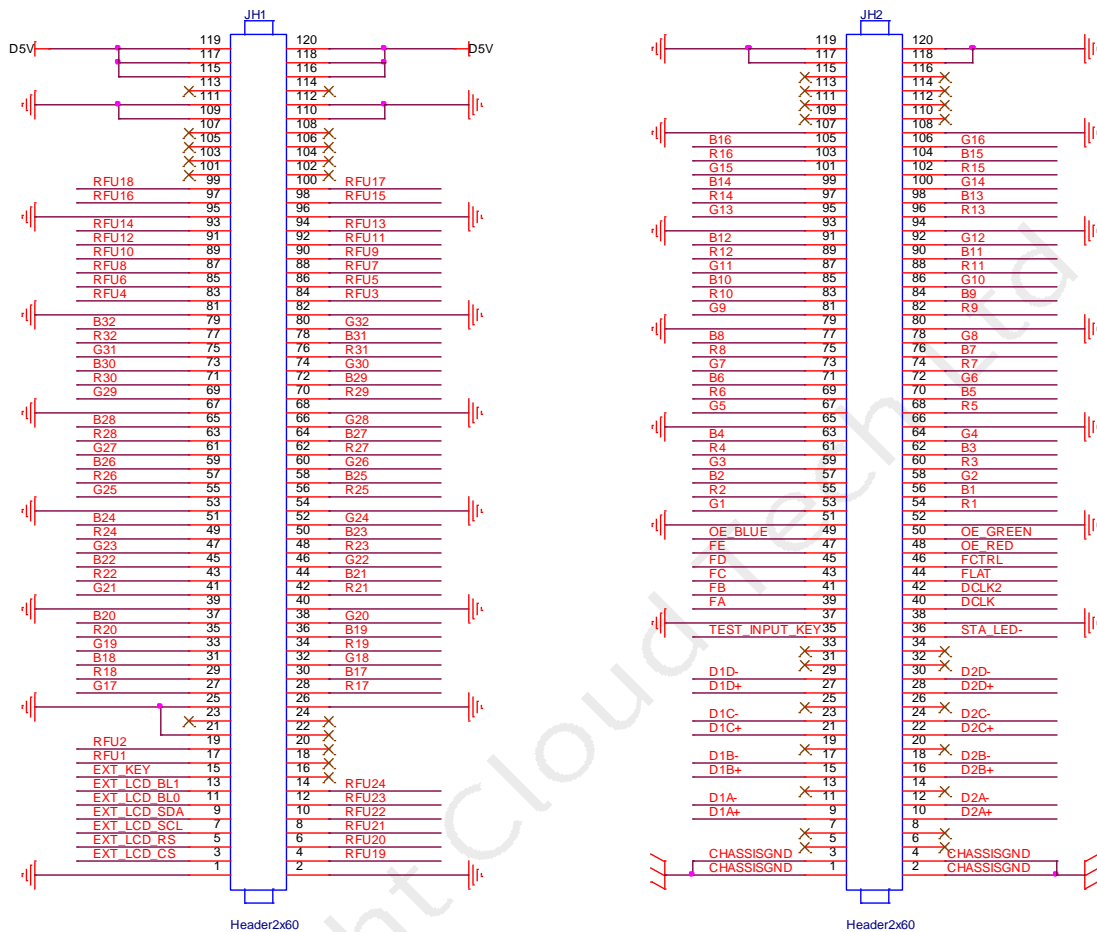 JH1
119 120
D5V D5V
117 118
115 116
113 114
111 112
109 110
107 108
105 106
103 104
101 102
RFU18 99 100 RFU17
RFU16 97 98 RFU15
95 96
RFU14 93 94 RFU13
RFU12 91 92 RFU11
RFU10 89 90 RFU9
RFU8 87 88 RFU7
RFU6 85 86 RFU5
RFU4 83 84 RFU3
81 82
B32 79 80 G32
R32 77 78 B31
G31 75 76 R31
B30 73 74 G30
R30 71 72 B29
G29 69 70 R29
67 68
B28 65 66 G28
R28 63 64 B27
G27 61 62 R27
B26 59 60 G26
R26 57 58 B25
G25 55 56 R25
53 54
B24 51 52 G24
R24 49 50 B23
G23 47 48 R23
B22 45 46 G22
R22 43 44 B21
G21 41 42 R21
39 40
B20 37 38 G20
R20 35 36 B19
G19 33 34 R19
B18 31 32 G18
R18 29 30 B17
G17 27 28 R17
25 26
23 24
21 22
RFU2 19 20
RFU1 17 18
EXT_KEY 15 16
EXT_LCD_BL1 13 14 RFU24
EXT_LCD_BL0 11 12 RFU23
EXT_LCD_SDA 9 10 RFU22
EXT_LCD_SCL 7 8 RFU21
EXT_LCD_RS 5 6 RFU20
EXT_LCD_CS 3 4 RFU19
1 2
Header2x60
JH2
119 120
117 118
115 116
113 114
111 112
109 110
107 108
B16 105 106 G16
R16 103 104 B15
G15 101 102 R15
B14 99 100 G14
R14 97 98 B13
G13 95 96 R13
93 94
B12 91 92 G12
R12 89 90 B11
G11 87 88 R11
B10 85 86 G10
R10 83 84 B9
G9 81 82 R9
79 80
B8 77 78 G8
R8 75 76 B7
G7 73 74 R7
B6 71 72 G6
R6 69 70 B5
G5 67 68 R5
65 66
B4 63 64 G4
R4 61 62 B3
G3 59 60 R3
B2 57 58 G2
R2 55 56 B1
G1 53 54 R1
51 52
OE_BLUE 49 50 OE_GREEN
FE 47 48 OE_RED
FD 45 46 FCTRL
FC 43 44 FLAT
FB 41 42 DCLK2
FA 39 40 DCLK
37 38
TEST_INPUT_KEY 35 36 STA_LED-
33 34
31 32
D1D- 29 30 D2D-
D1D+ 27 28 D2D+
25 26
D1C- 23 24 D2C-
D1C+ 21 22 D2C+
19 20
D1B- 17 18 D2B-
D1B+ 15 16 D2B+
13 14
D1A- 11 12 D2A-
D1A+ 9 10 D2A+
7 8
5 6
CHASSISGND 3 4 CHASSISGND
CHASSISGND 1 2 CHASSISGND
Header2x60
ht Cloud Tech Ltd